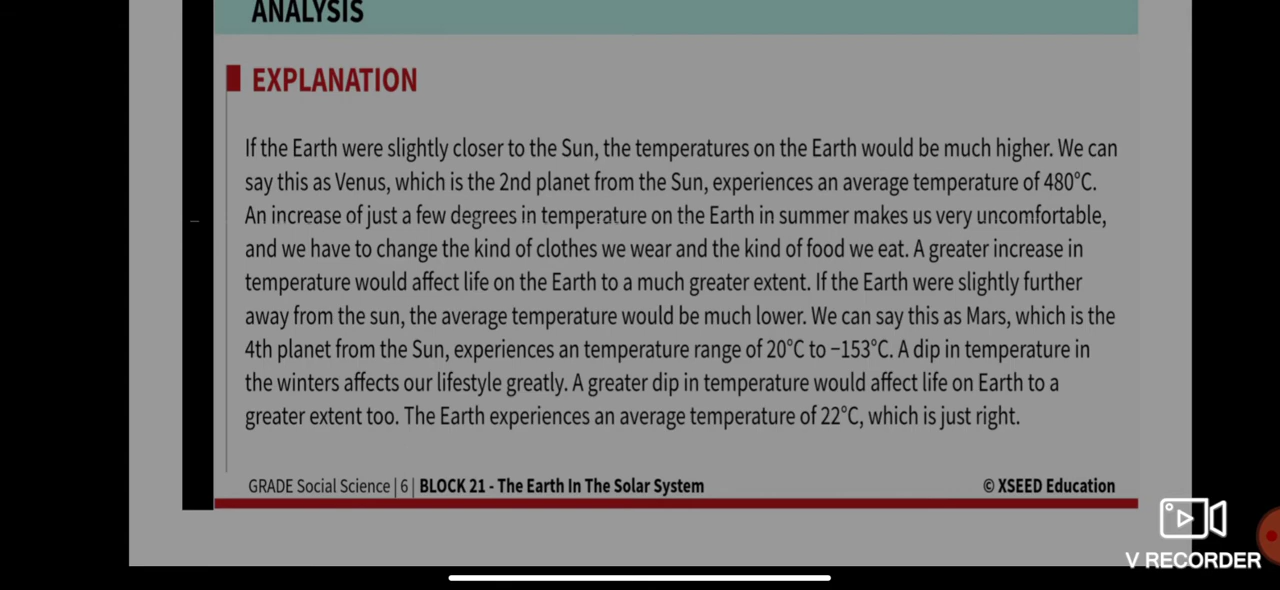 ANALYSIS
EXPLANATION
If the Earth were slightly closer to the Sun, the temperatures on the Earth would be much higher. We can
say this as Venus, which is the 2nd planet from the Sun, experiences an average temperature of 480°C.
An increase of just a few degrees in temperature on the Earth in summer makes us very uncomfortable,
and we have to change the kind of clothes we wear and the kind of food we eat. A greater increase in
temperature would affect life on the Earth to a much greater extent. If the Earth were slightly further
away from the sun, the average temperature would be much lower. We can say this as Mars, which is the
4th planet from the Sun, experiences an temperature range of 20°C to −153°C. A dip in temperature in
the winters affects our lifestyle greatly. A greater dip in temperature would affect life on Earth to a
greater extent too. The Earth experiences an average temperature of 22°C, which is just right.
GRADE Social Science | 6 | BLOCK 21 - The Earth In The Solar System © XSEED Education
V RECORDER